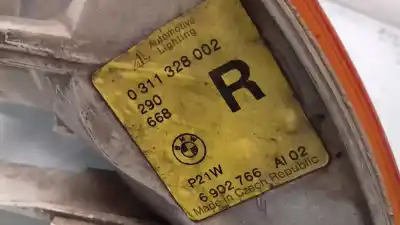 Automotive
Lighting
0 311 328 002
290
668
R
BMW
P21W
6 902 766 AI 02
Made in Czech Republic